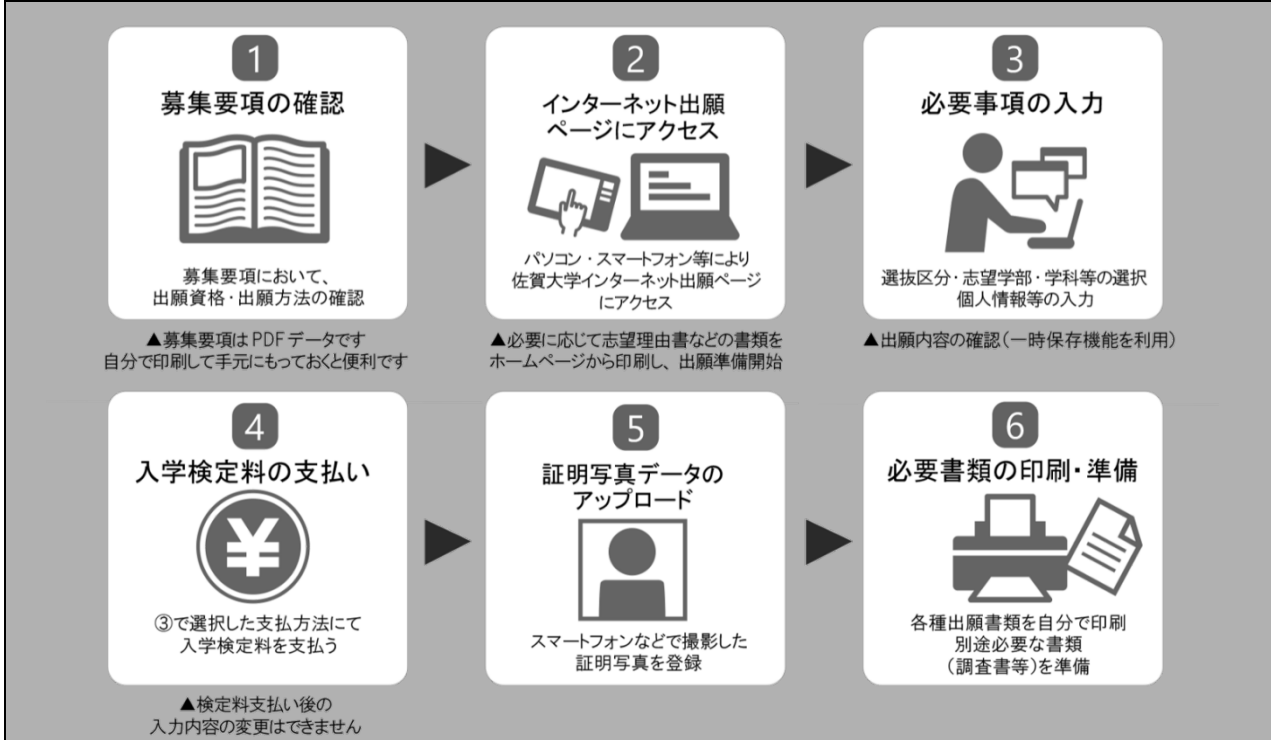 1
募集要項の確認
募集要項において、
出願資格・出願方法の確認
▲募集要項はPDFデータです
自分で印刷して手元にもっておくと便利です
2
インターネット出願
ページにアクセス
パソコン・スマートフォン等により
佐賀大学インターネット出願ページ
にアクセス
▲必要に応じて志望理由書などの書類を
ホームページから印刷し、出願準備開始
3
必要事項の入力
選抜区分・志望学部・学科等の選択
個人情報等の入力
▲出願内容の確認(一時保存機能を利用)
4
入学検定料の支払い
¥
③で選択した支払方法にて
入学検定料を支払う
▲検定料支払い後の
入力内容の変更はできません
5
証明写真データの
アップロード
スマートフォンなどで撮影した
証明写真を登録
6
必要書類の印刷・準備
各種出願書類を自分で印刷
別途必要な書類
(調査書等)を準備